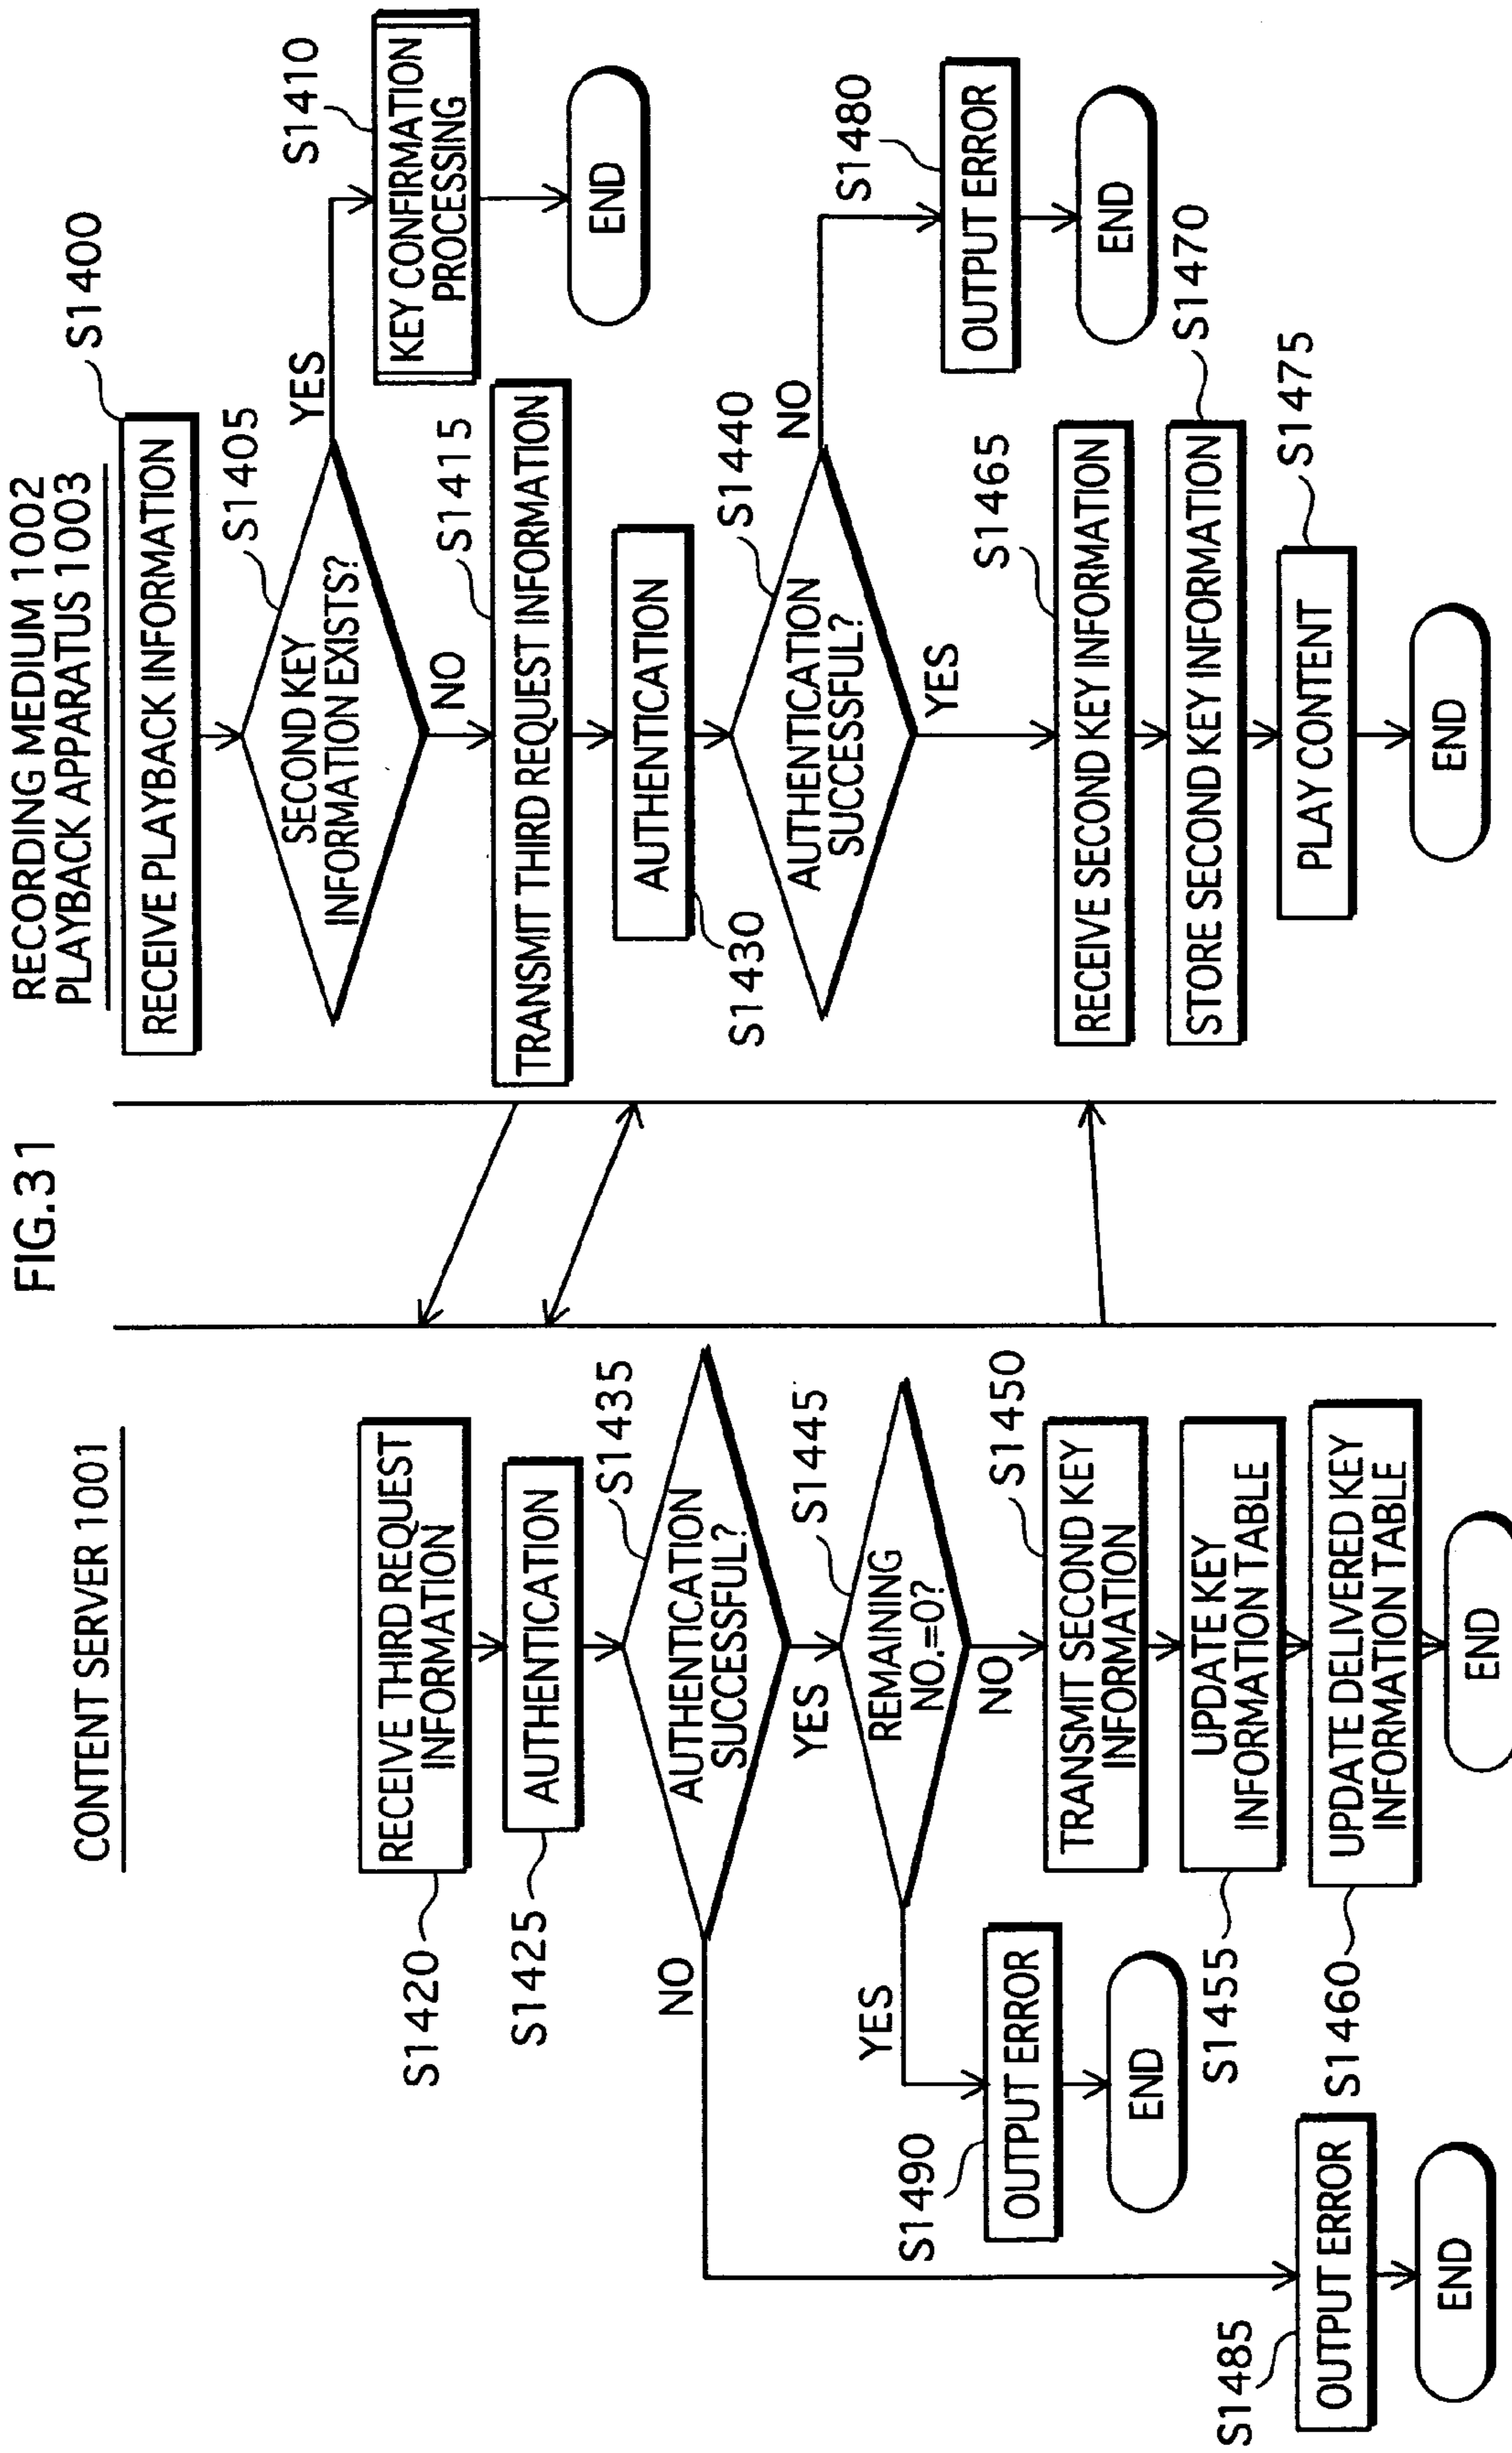 FIG.31
CONTENT SERVER 1001
S1420
RECEIVE THIRD REQUEST
INFORMATION
S1425
AUTHENTICATION
S1435
AUTHENTICATION
SUCCESSFUL?
NO
YES
S1445
REMAINING
NO.=0?
YES
NO
S1490
OUTPUT ERROR
END
S1450
TRANSMIT SECOND KEY
INFORMATION
S1455
UPDATE KEY
INFORMATION TABLE
S1460
UPDATE DELIVERED KEY
INFORMATION TABLE
END
S1485
OUTPUT ERROR
END
RECORDING MEDIUM 1002
PLAYBACK APPARATUS 1003
S1400
RECEIVE PLAYBACK INFORMATION
S1405
SECOND KEY
INFORMATION EXISTS?
YES
NO
S1410
KEY CONFIRMATION
PROCESSING
END
S1415
TRANSMIT THIRD REQUEST INFORMATION
AUTHENTICATION
S1430
S1440
AUTHENTICATION
SUCCESSFUL?
NO
YES
S1480
OUTPUT ERROR
END
S1465
RECEIVE SECOND KEY INFORMATION
S1470
STORE SECOND KEY INFORMATION
S1475
PLAY CONTENT
END